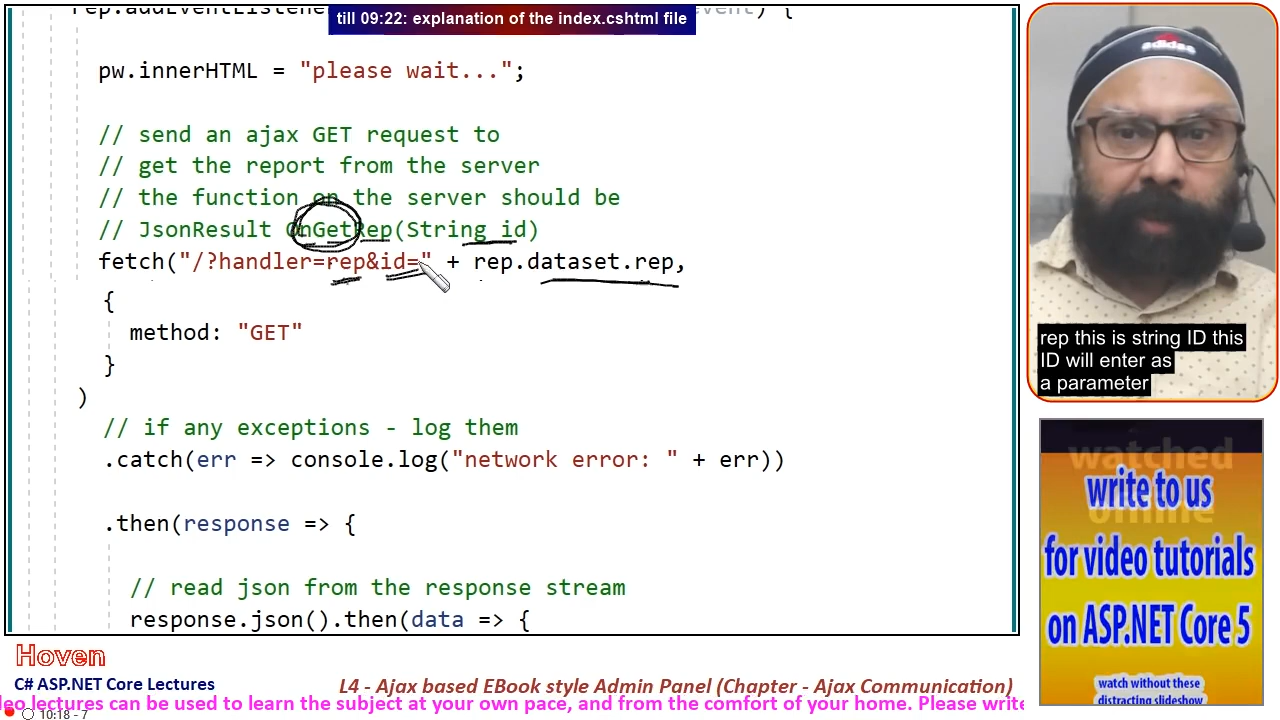 till 09:22: explanation of the index.cshtml file
pw.innerHTML = "please wait...";
// send an ajax GET request to
// get the report from the server
// the function on the server should be
// JsonResult OnGetRep(String id)
fetch("/?handler=rep&id=" + rep.dataset.rep,
{
method: "GET"
}
)
// if any exceptions - log them
.catch(err => console.log("network error: " + err))
.then(response => {
// read json from the response stream
response.json().then(data => {
adidas
rep this is string ID this
ID will enter as
a parameter
watched
write to us
online
for video tutorials
on ASP.NET Core 5
watch without these
distracting slideshow
Hoven
C# ASP.NET Core Lectures
L4 - Ajax based EBook style Admin Panel (Chapter - Ajax Communication)
lectures can be used to learn the subject at your own pace, and from the comfort of your home. Please write
10:18 - 7